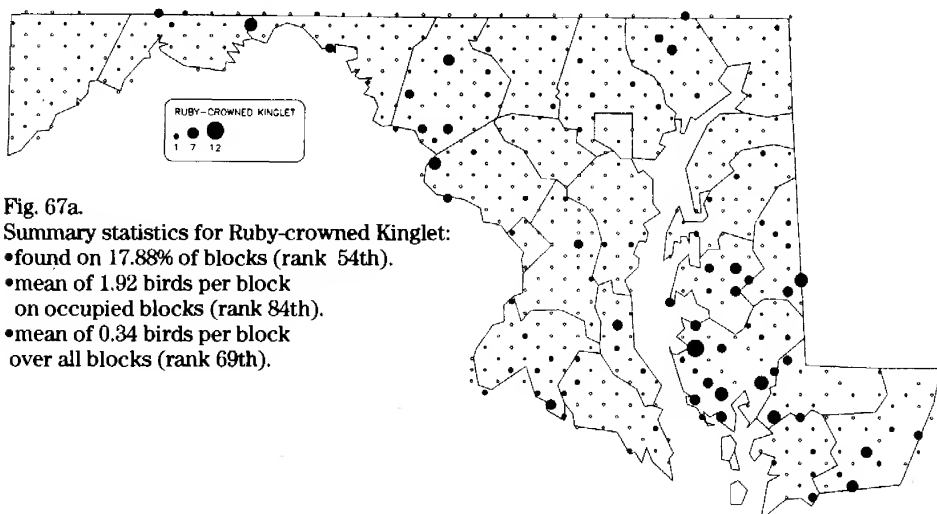 RUBY-CROWNED KINGLET
1 7 12
Fig. 67a.
Summary statistics for Ruby-crowned Kinglet:
•found on 17.88% of blocks (rank 54th).
•mean of 1.92 birds per block
on occupied blocks (rank 84th).
•mean of 0.34 birds per block
over all blocks (rank 69th).